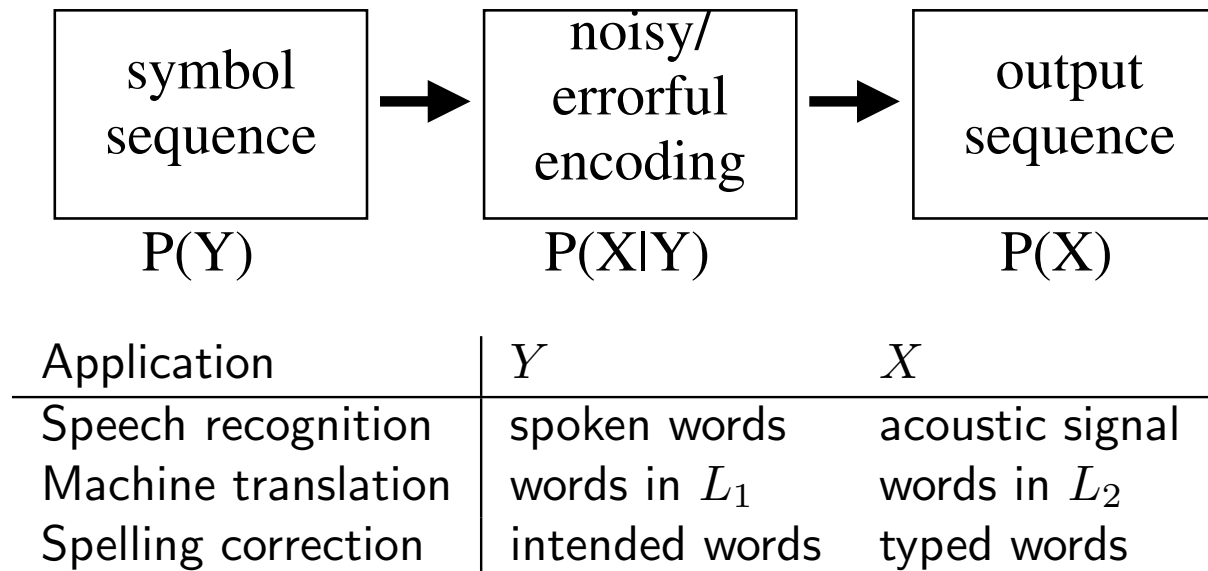 symbol
sequence
noisy/
errorful
encoding
output
sequence
P(Y)
P(X|Y)
P(X)
Application Y X
Speech recognition spoken words acoustic signal
Machine translation words in L₁ words in L₂
Spelling correction intended words typed words